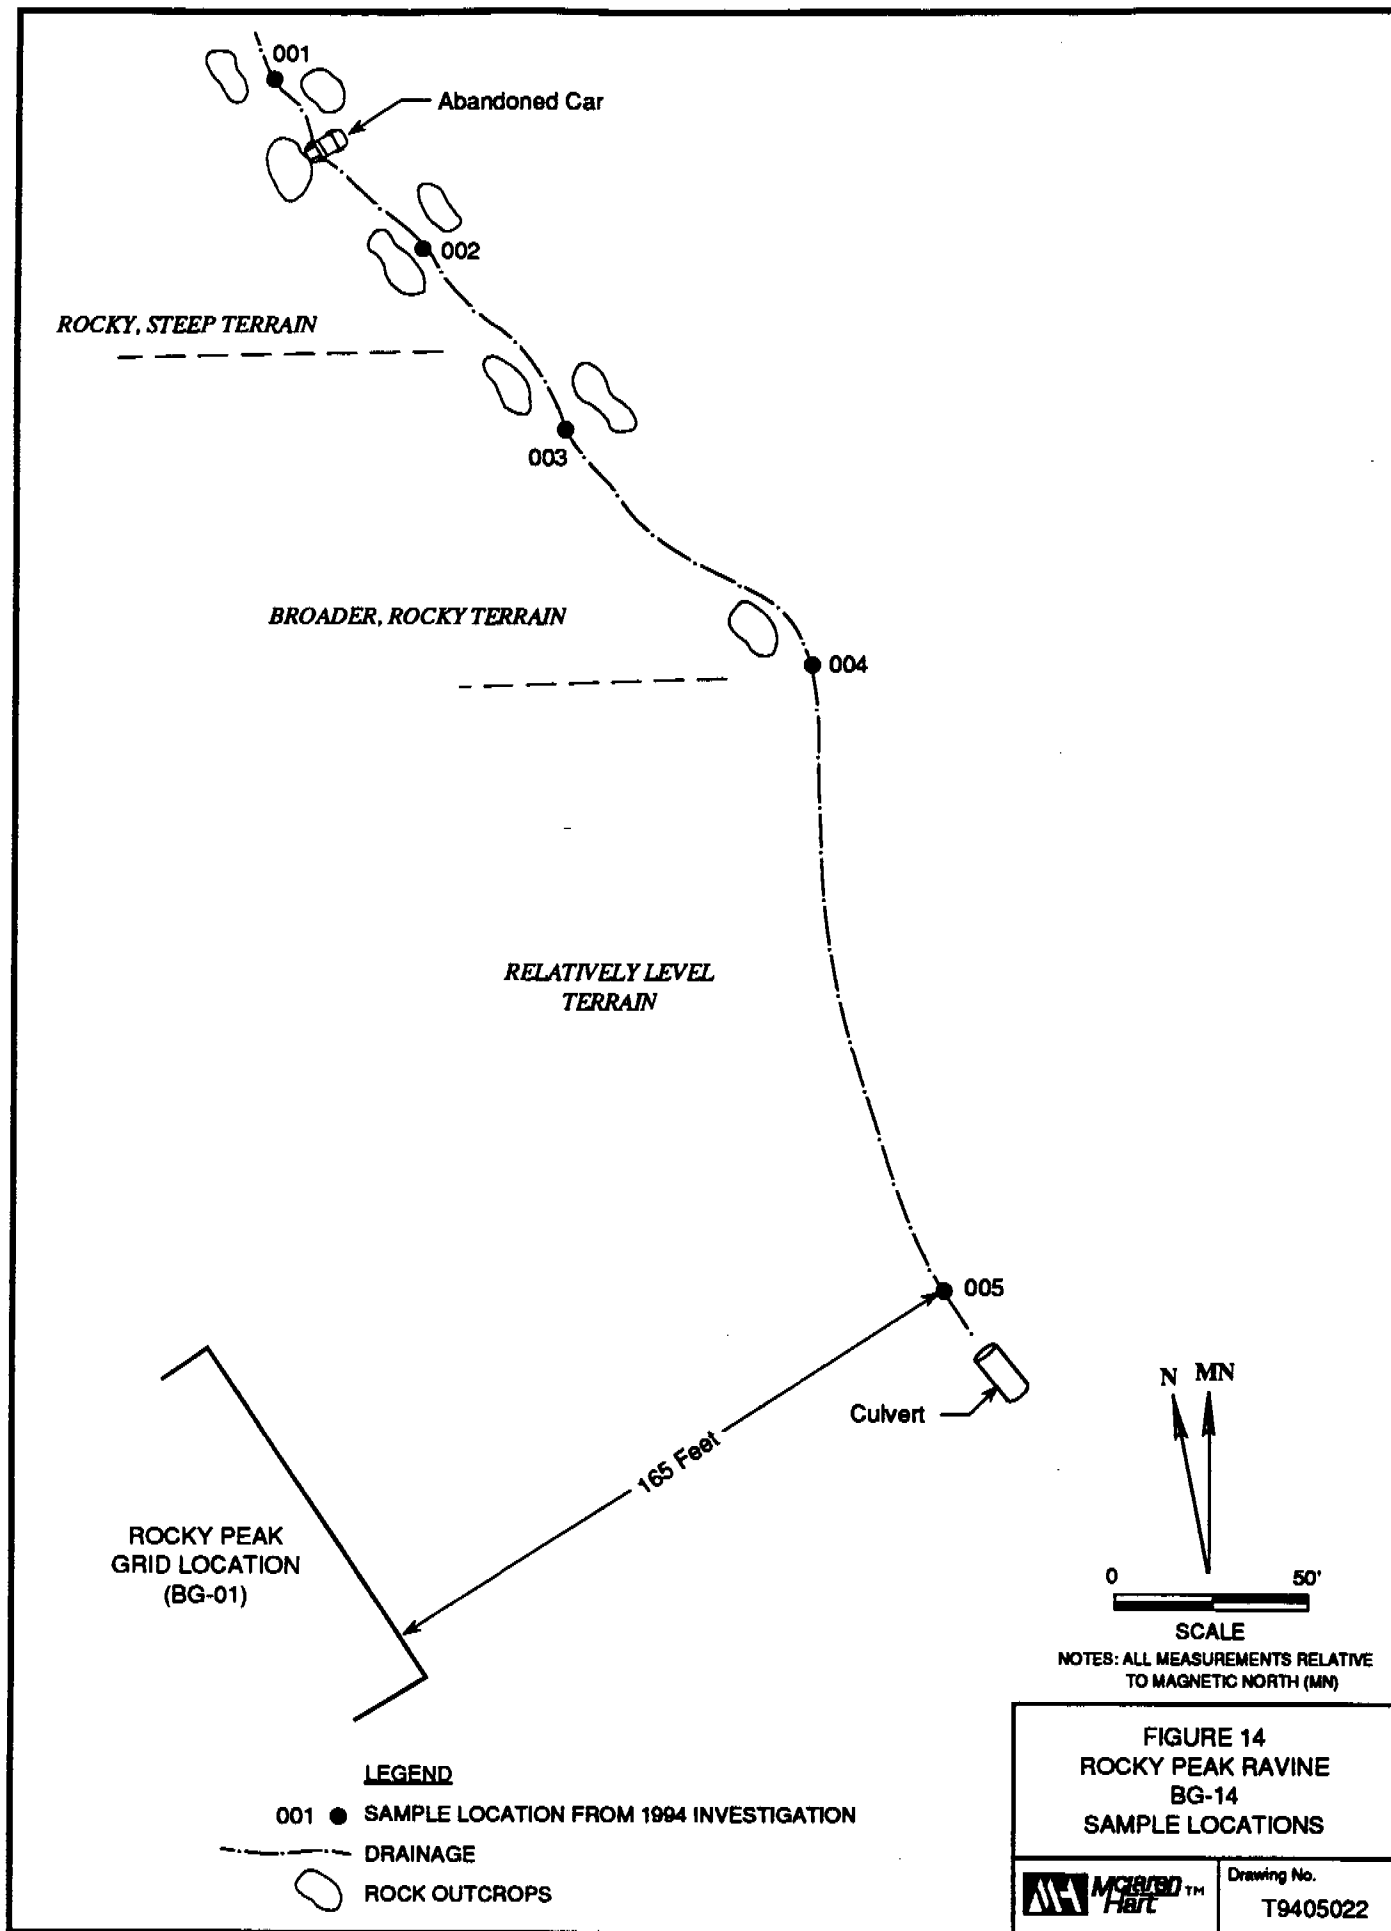 001
Abandoned Car
002
ROCKY, STEEP TERRAIN
003
BROADER, ROCKY TERRAIN
004
RELATIVELY LEVEL
TERRAIN
005
Culvert
165 Feet
N MN
ROCKY PEAK
GRID LOCATION
(BG-01)
0 50'
SCALE
NOTES: ALL MEASUREMENTS RELATIVE
TO MAGNETIC NORTH (MN)
LEGEND
001 SAMPLE LOCATION FROM 1994 INVESTIGATION
DRAINAGE
ROCK OUTCROPS
FIGURE 14
ROCKY PEAK RAVINE
BG-14
SAMPLE LOCATIONS
Hart TM
Drawing No.
T9405022